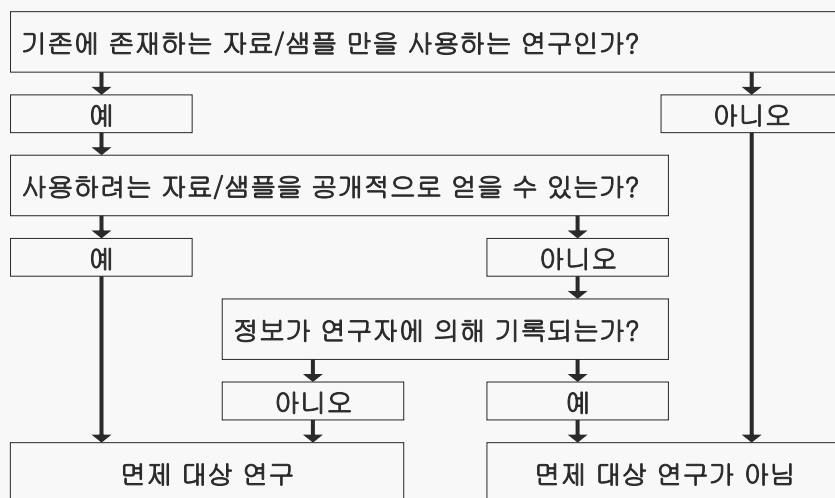 기존에 존재하는 자료/샘플 만을 사용하는 연구인가?
예
아니오
사용하려는 자료/샘플을 공개적으로 얻을 수 있는가?
예
아니오
정보가 연구자에 의해 기록되는가?
아니오
예
면제 대상 연구
면제 대상 연구가 아님